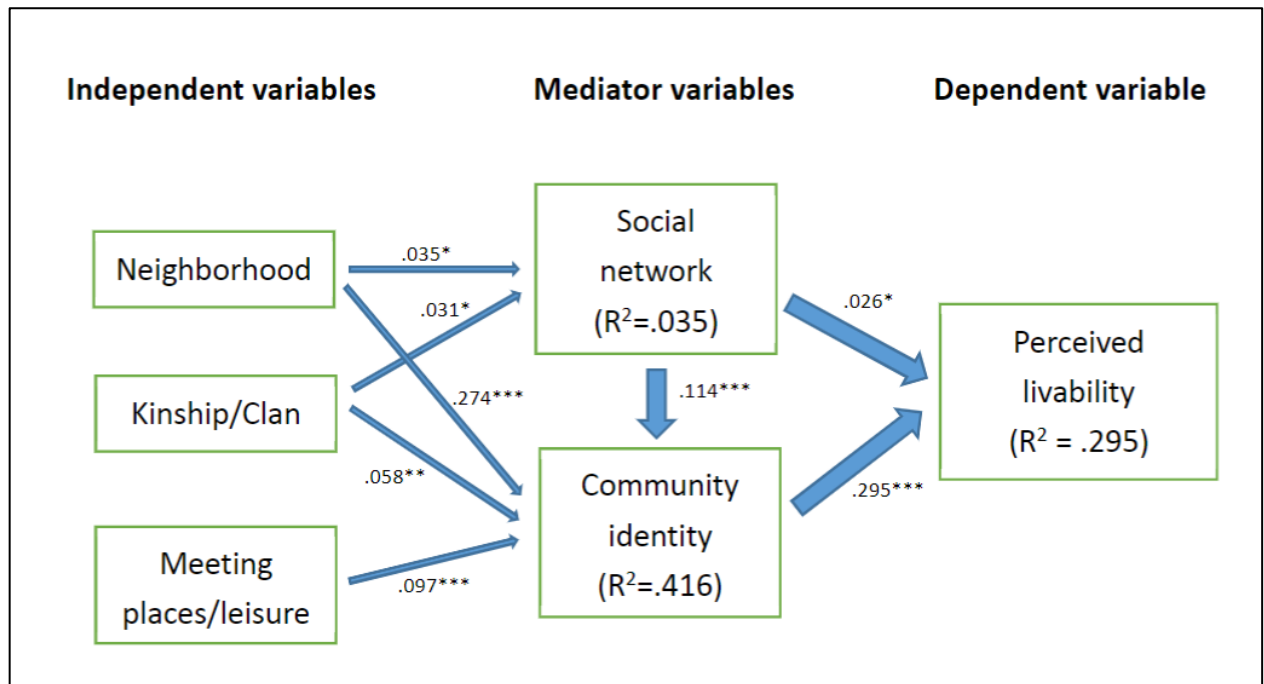 Independent variables
Mediator variables
Dependent variable
Neighborhood
Kinship/Clan
Meeting
places/leisure
.035*
.031*
.274***
.058**
.097***
Social
network
(R²=.035)
.114***
Community
identity
(R²=.416)
.026*
.295***
Perceived
livability
(R² = .295)